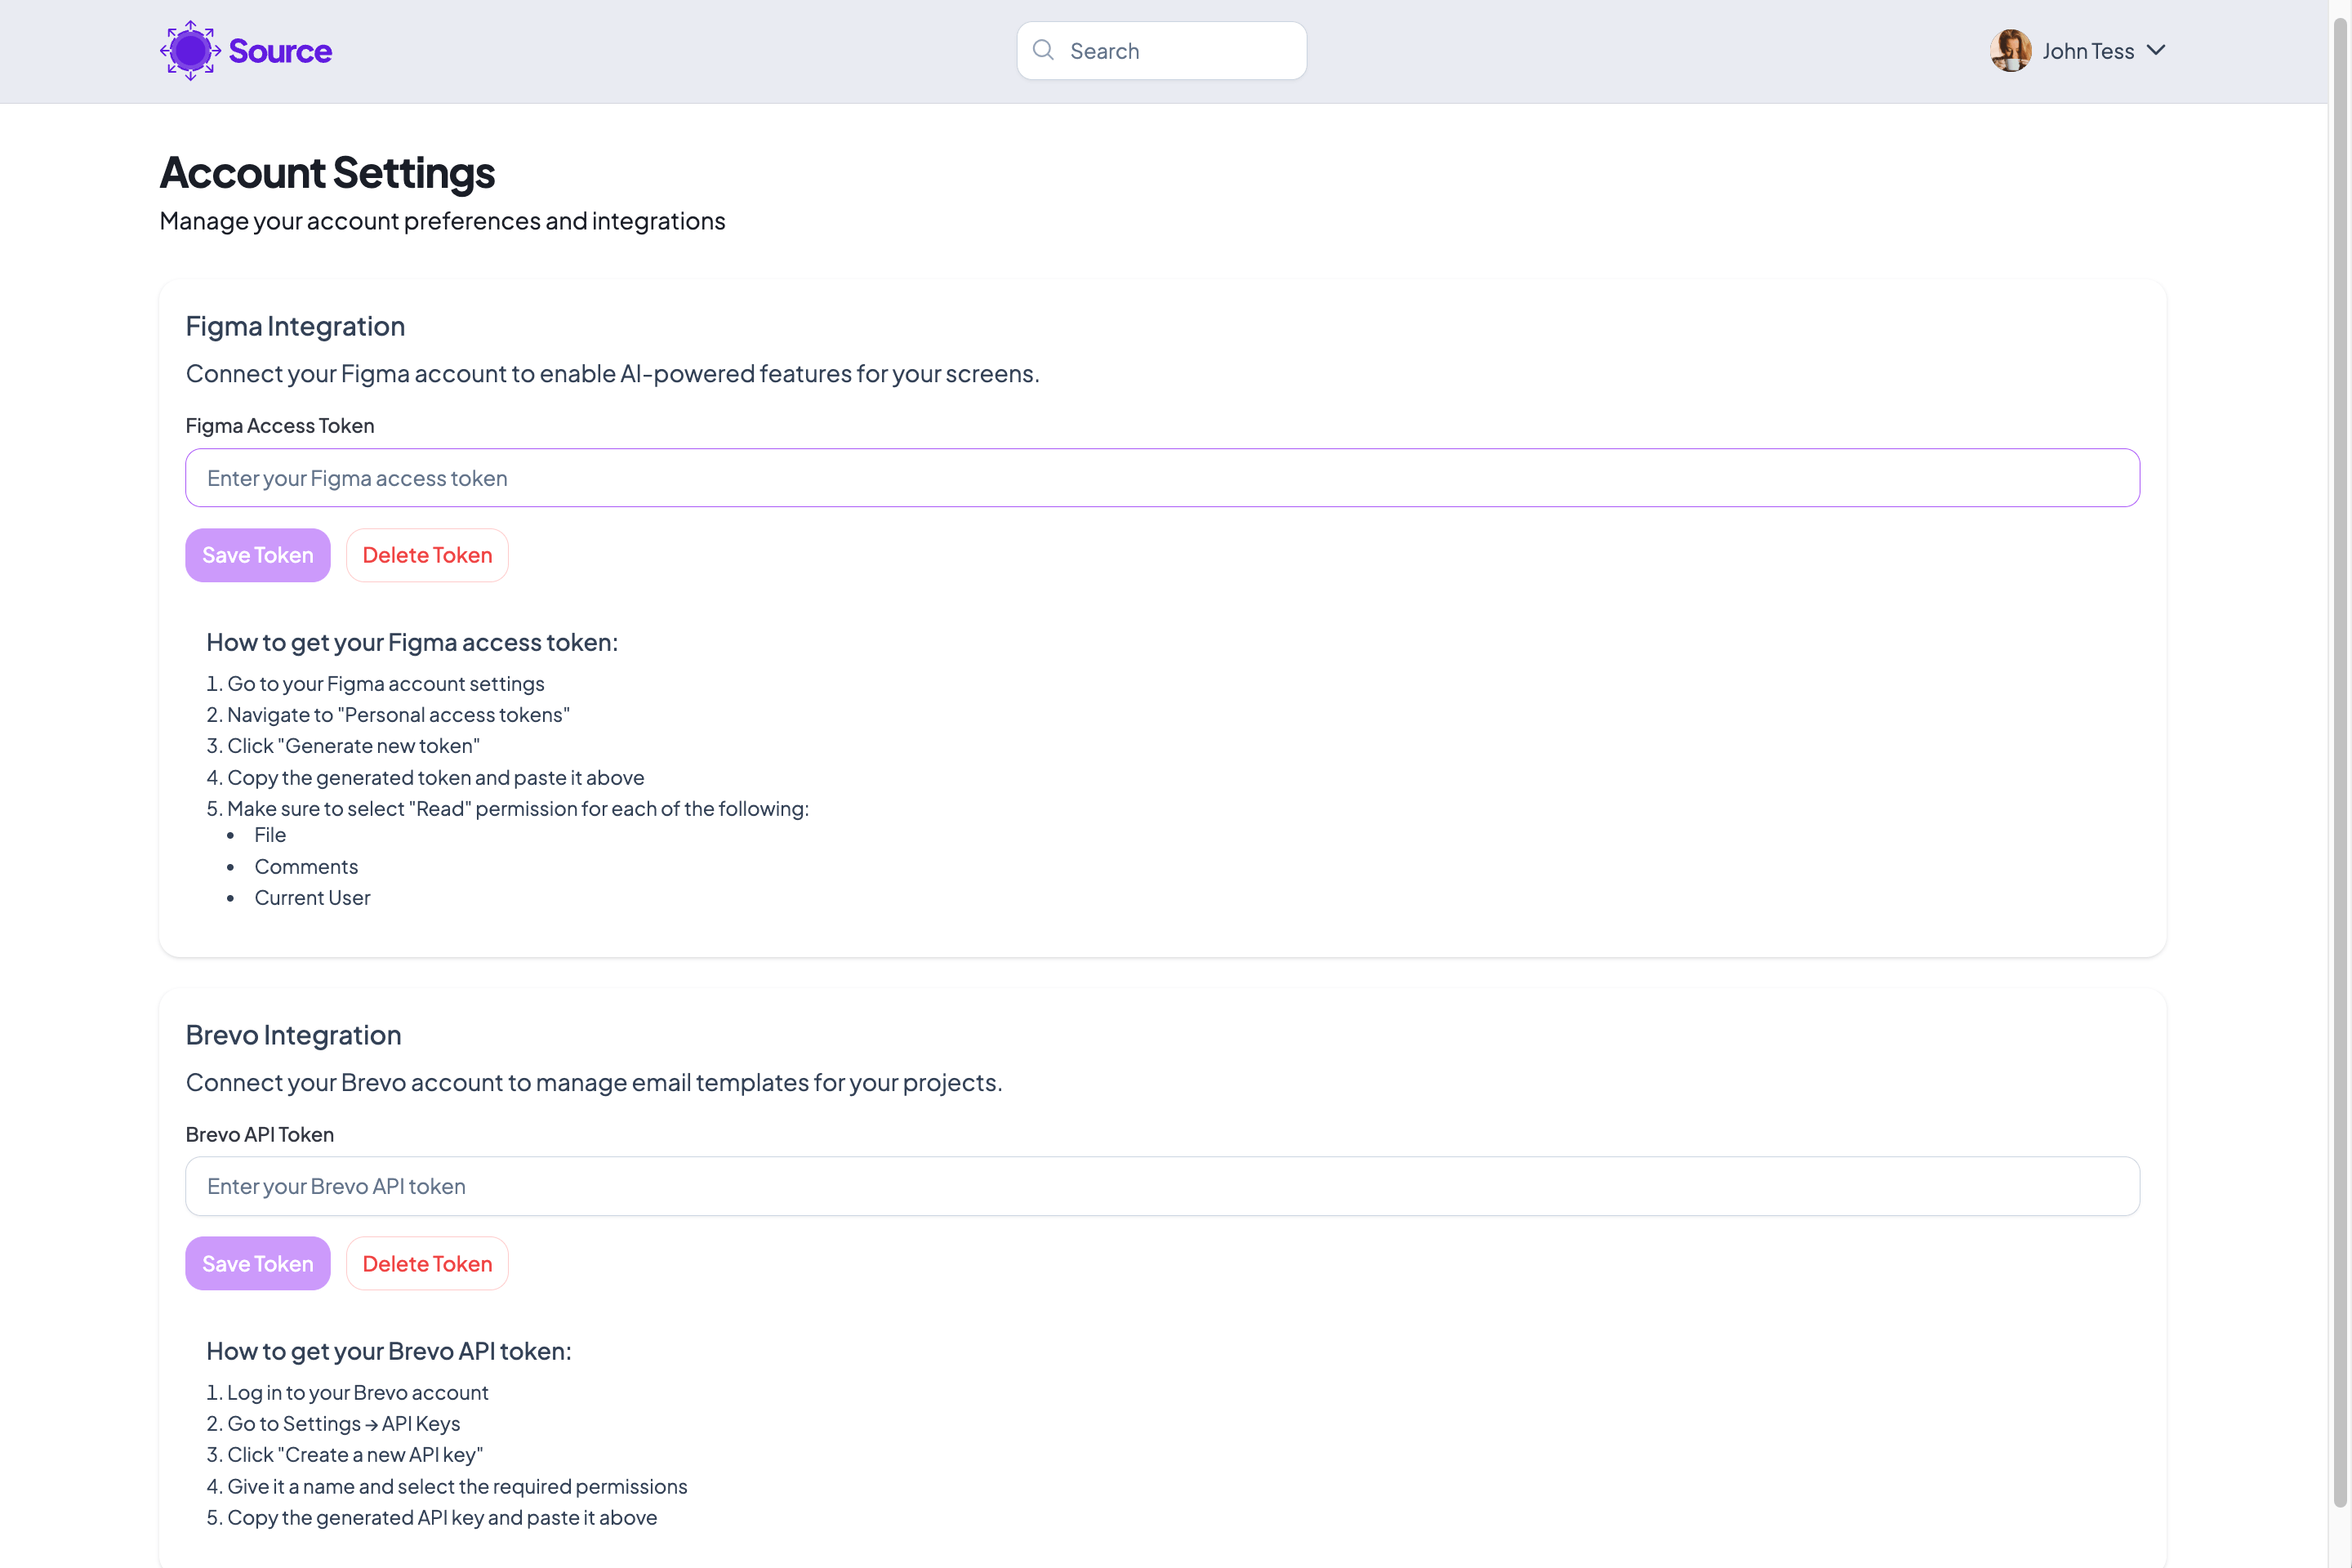 Source
Search
John Tess
Account Settings
Manage your account preferences and integrations
Figma Integration
Connect your Figma account to enable AI-powered features for your screens.
Figma Access Token
Enter your Figma access token
Save Token
Delete Token
How to get your Figma access token:
1. Go to your Figma account settings
2. Navigate to "Personal access tokens"
3. Click "Generate new token"
4. Copy the generated token and paste it above
5. Make sure to select "Read" permission for each of the following:
• File
• Comments
• Current User
Brevo Integration
Connect your Brevo account to manage email templates for your projects.
Brevo API Token
Enter your Brevo API token
Save Token
Delete Token
How to get your Brevo API token:
1. Log in to your Brevo account
2. Go to Settings → API Keys
3. Click "Create a new API key"
4. Give it a name and select the required permissions
5. Copy the generated API key and paste it above